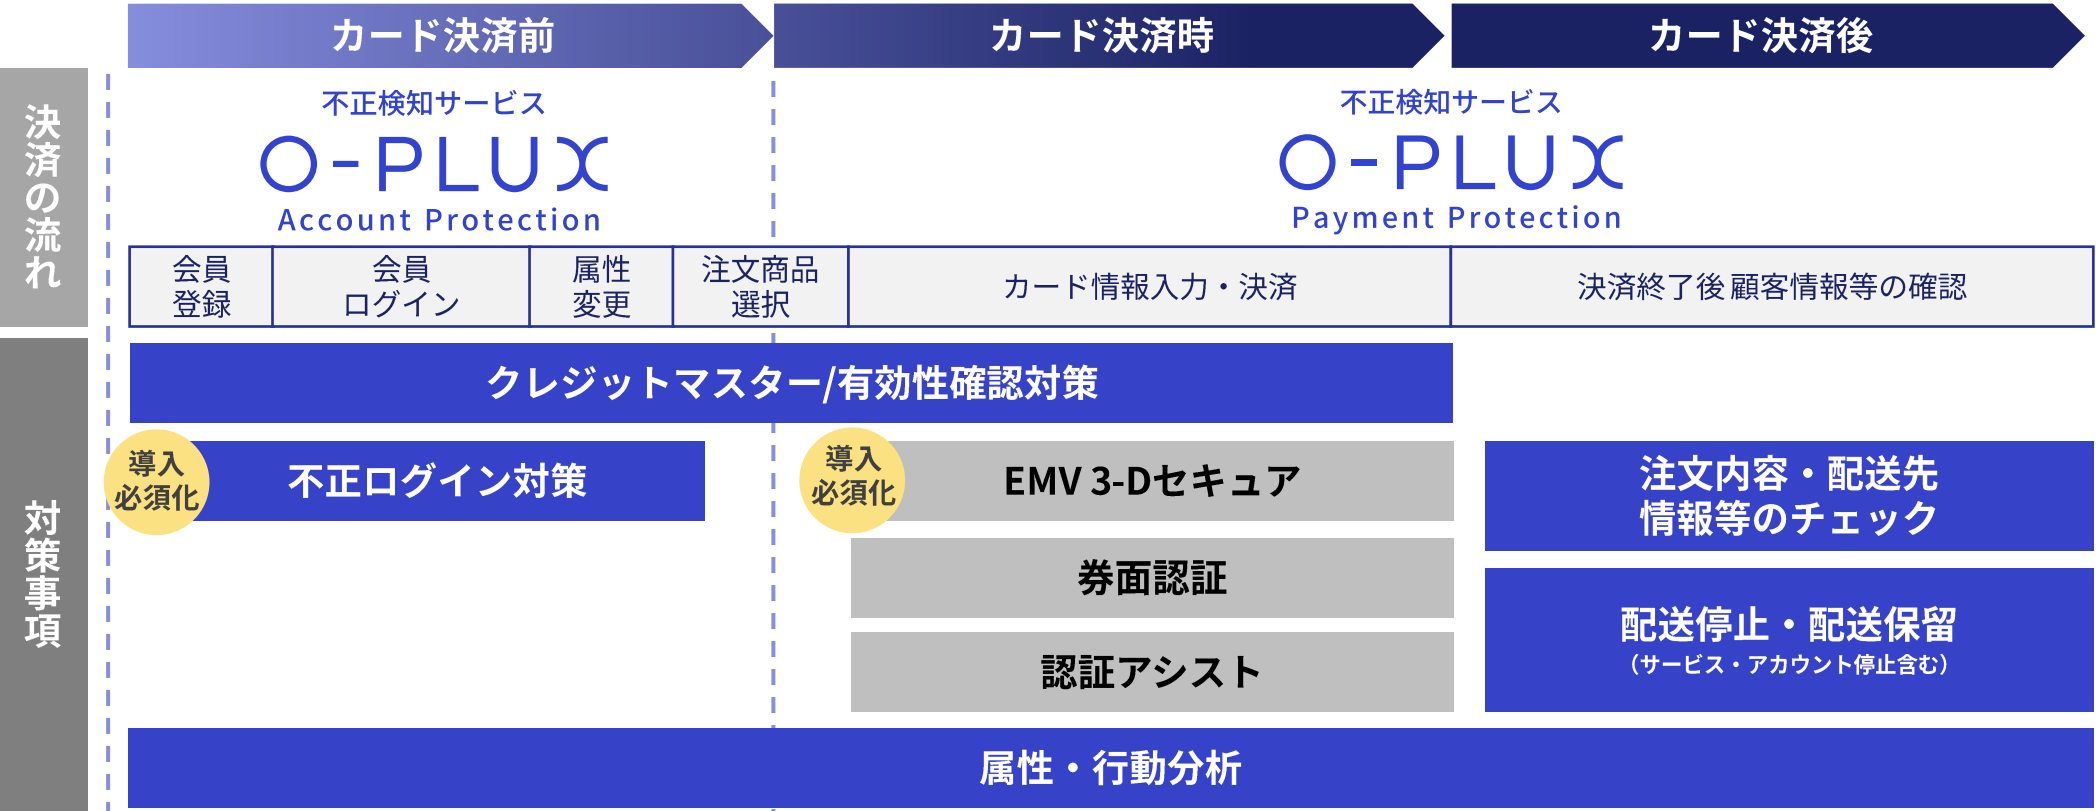 カード決済前
カード決済時
カード決済後
決済の流れ
不正検知サービス
O-PLUX
Account Protection
不正検知サービス
O-PLUX
Payment Protection
会員
登録
会員
ログイン
属性
変更
注文商品
選択
カード情報入力・決済
決済終了後 顧客情報等の確認
対策事項
クレジットマスター/有効性確認対策
導入
必須化
不正ログイン対策
導入
必須化
EMV 3-Dセキュア
券面認証
認証アシスト
注文内容・配送先
情報等のチェック
配送停止・配送保留
（サービス・アカウント停止含む）
属性・行動分析